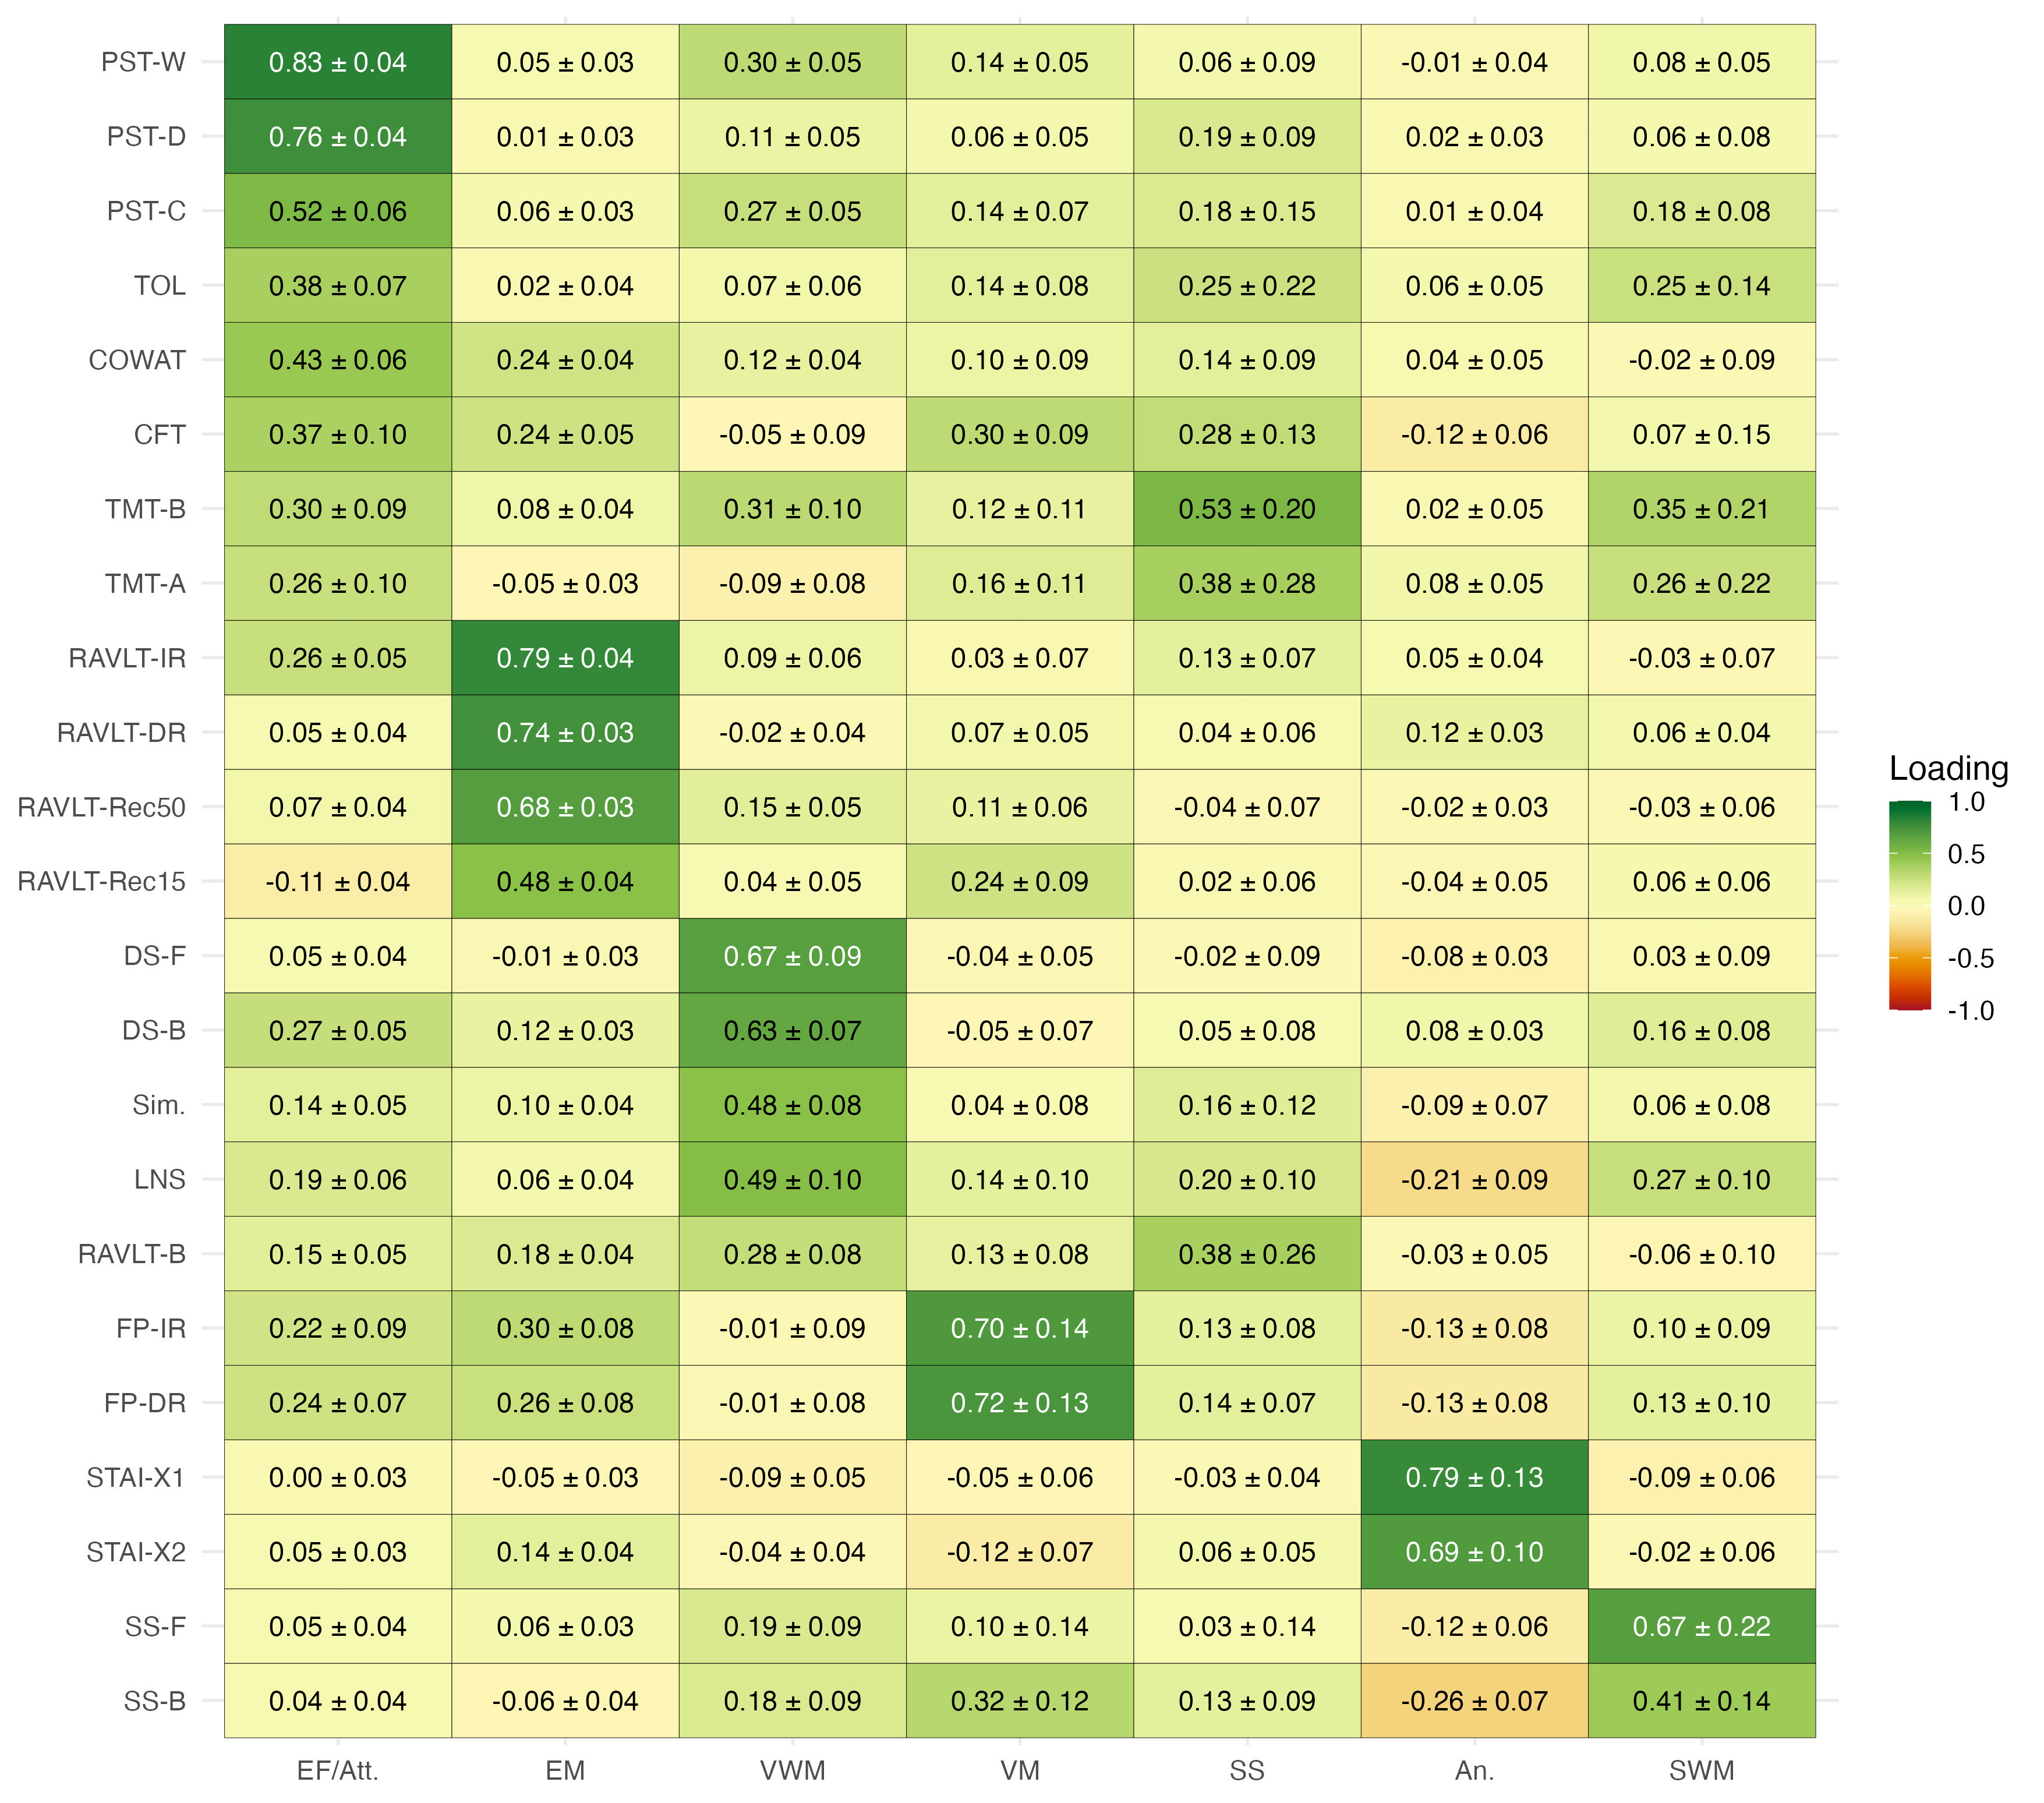 PST-W 0.83 ± 0.04 0.05 ± 0.03 0.30 ± 0.05 0.14 ± 0.05 0.06 ± 0.09 -0.01 ± 0.04 0.08 ± 0.05
PST-D 0.76 ± 0.04 0.01 ± 0.03 0.11 ± 0.05 0.06 ± 0.05 0.19 ± 0.09 0.02 ± 0.03 0.06 ± 0.08
PST-C 0.52 ± 0.06 0.06 ± 0.03 0.27 ± 0.05 0.14 ± 0.07 0.18 ± 0.15 0.01 ± 0.04 0.18 ± 0.08
TOL 0.38 ± 0.07 0.02 ± 0.04 0.07 ± 0.06 0.14 ± 0.08 0.25 ± 0.22 0.06 ± 0.05 0.25 ± 0.14
COWAT 0.43 ± 0.06 0.24 ± 0.04 0.12 ± 0.04 0.10 ± 0.09 0.14 ± 0.09 0.04 ± 0.05 -0.02 ± 0.09
CFT 0.37 ± 0.10 0.24 ± 0.05 -0.05 ± 0.09 0.30 ± 0.09 0.28 ± 0.13 -0.12 ± 0.06 0.07 ± 0.15
TMT-B 0.30 ± 0.09 0.08 ± 0.04 0.31 ± 0.10 0.12 ± 0.11 0.53 ± 0.20 0.02 ± 0.05 0.35 ± 0.21
TMT-A 0.26 ± 0.10 -0.05 ± 0.03 -0.09 ± 0.08 0.16 ± 0.11 0.38 ± 0.28 0.08 ± 0.05 0.26 ± 0.22
RAVLT-IR 0.26 ± 0.05 0.79 ± 0.04 0.09 ± 0.06 0.03 ± 0.07 0.13 ± 0.07 0.05 ± 0.04 -0.03 ± 0.07
RAVLT-DR 0.05 ± 0.04 0.74 ± 0.03 -0.02 ± 0.04 0.07 ± 0.05 0.04 ± 0.06 0.12 ± 0.03 0.06 ± 0.04
RAVLT-Rec50 0.07 ± 0.04 0.68 ± 0.03 0.15 ± 0.05 0.11 ± 0.06 -0.04 ± 0.07 -0.02 ± 0.03 -0.03 ± 0.06
RAVLT-Rec15 -0.11 ± 0.04 0.48 ± 0.04 0.04 ± 0.05 0.24 ± 0.09 0.02 ± 0.06 -0.04 ± 0.05 0.06 ± 0.06
DS-F 0.05 ± 0.04 -0.01 ± 0.03 0.67 ± 0.09 -0.04 ± 0.05 -0.02 ± 0.09 -0.08 ± 0.03 0.03 ± 0.09
DS-B 0.27 ± 0.05 0.12 ± 0.03 0.63 ± 0.07 -0.05 ± 0.07 0.05 ± 0.08 0.08 ± 0.03 0.16 ± 0.08
Sim. 0.14 ± 0.05 0.10 ± 0.04 0.48 ± 0.08 0.04 ± 0.08 0.16 ± 0.12 -0.09 ± 0.07 0.06 ± 0.08
LNS 0.19 ± 0.06 0.06 ± 0.04 0.49 ± 0.10 0.14 ± 0.10 0.20 ± 0.10 -0.21 ± 0.09 0.27 ± 0.10
RAVLT-B 0.15 ± 0.05 0.18 ± 0.04 0.28 ± 0.08 0.13 ± 0.08 0.38 ± 0.26 -0.03 ± 0.05 -0.06 ± 0.10
FP-IR 0.22 ± 0.09 0.30 ± 0.08 -0.01 ± 0.09 0.70 ± 0.14 0.13 ± 0.08 -0.13 ± 0.08 0.10 ± 0.09
FP-DR 0.24 ± 0.07 0.26 ± 0.08 -0.01 ± 0.08 0.72 ± 0.13 0.14 ± 0.07 -0.13 ± 0.08 0.13 ± 0.10
STAI-X1 0.00 ± 0.03 -0.05 ± 0.03 -0.09 ± 0.05 -0.05 ± 0.06 -0.03 ± 0.04 0.79 ± 0.13 -0.09 ± 0.06
STAI-X2 0.05 ± 0.03 0.14 ± 0.04 -0.04 ± 0.04 -0.12 ± 0.07 0.06 ± 0.05 0.69 ± 0.10 -0.02 ± 0.06
SS-F 0.05 ± 0.04 0.06 ± 0.03 0.19 ± 0.09 0.10 ± 0.14 0.03 ± 0.14 -0.12 ± 0.06 0.67 ± 0.22
SS-B 0.04 ± 0.04 -0.06 ± 0.04 0.18 ± 0.09 0.32 ± 0.12 0.13 ± 0.09 -0.26 ± 0.07 0.41 ± 0.14
EF/Att. EM VWM VM SS An. SWM
Loading
1.0
0.5
0.0
-0.5
-1.0